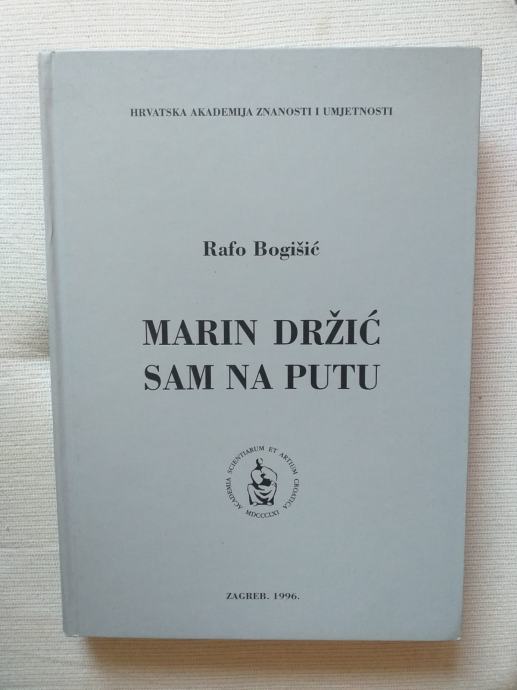 HRVATSKA AKADEMIJA ZNANOSTI I UMJETNOSTI
Rafo Bogišić
MARIN DRŽIĆ
SAM NA PUTU
ACADEMIA SCIENTIARUM ET ARTIUM CROATICA
MDCCCLXI
ZAGREB. 1996.